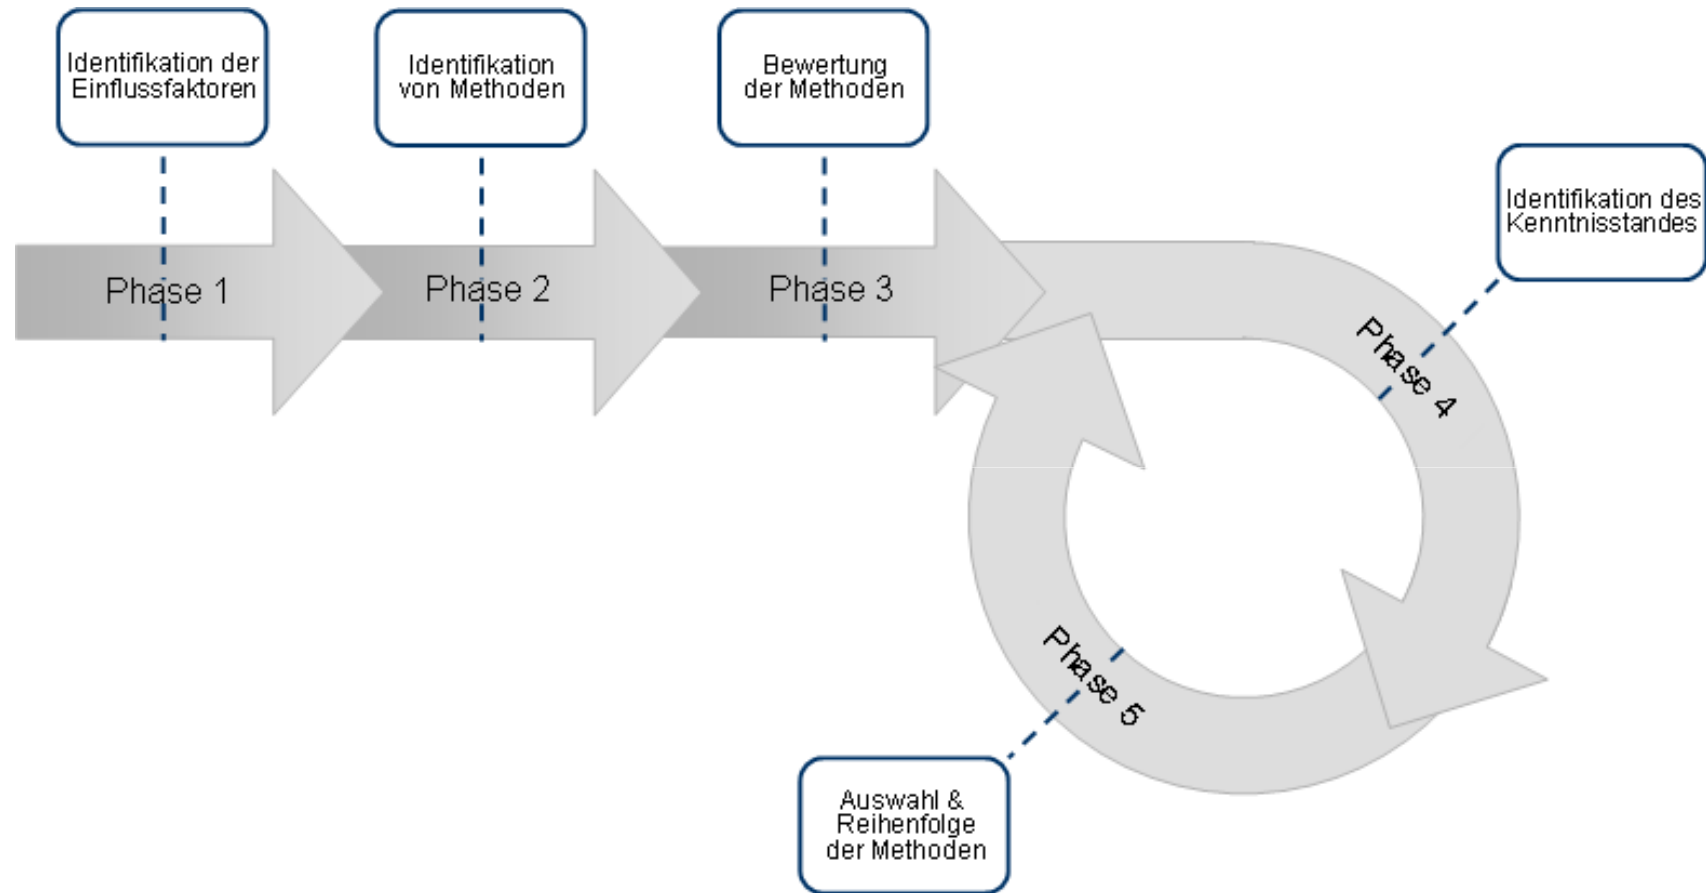 Identifikation der
Einflussfaktoren
Identifikation
von Methoden
Bewertung
der Methoden
Identifikation des
Kenntnisstandes
Phase 1
Phase 2
Phase 3
Phase 4
Phase 5
Auswahl &
Reihenfolge
der Methoden